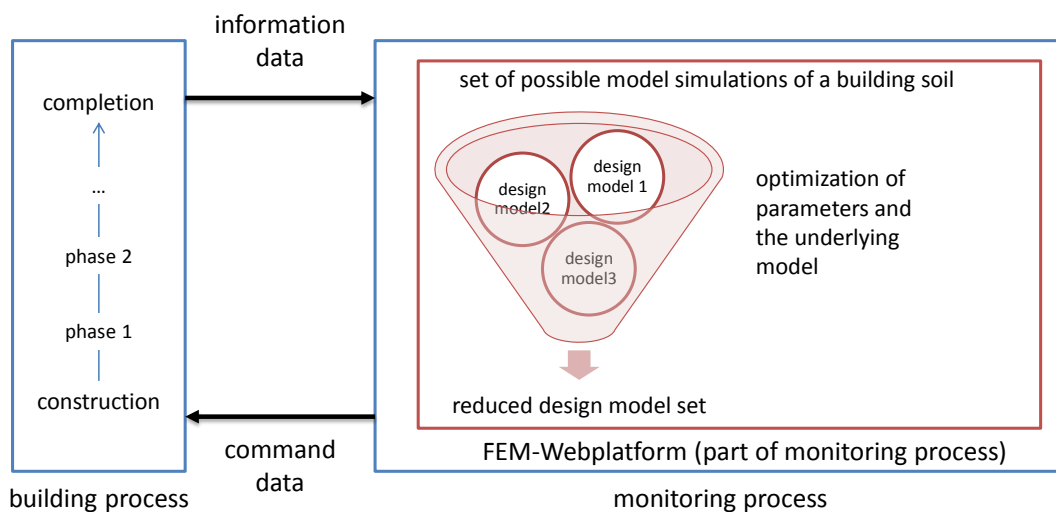 information
data
completion
...
phase 2
phase 1
construction
command
data
building process
set of possible model simulations of a building soil
design
model 1
design
model2
design
model3
optimization of
parameters and
the underlying
model
reduced design model set
FEM-Webplatform (part of monitoring process)
monitoring process